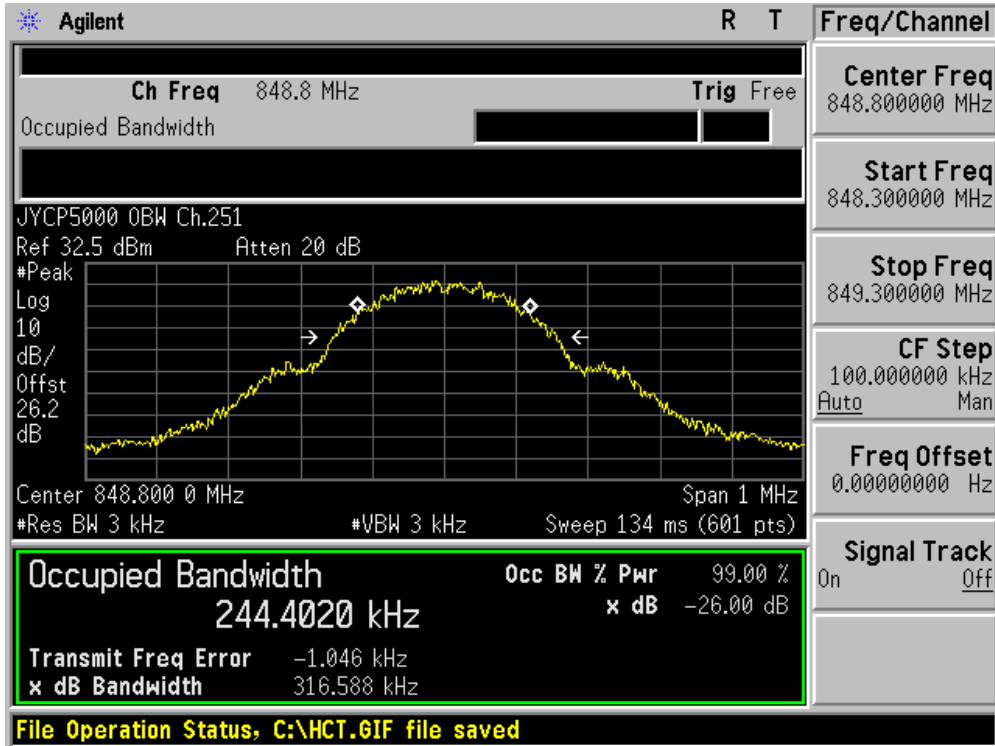 Agilent R T Freq/Channel
Ch Freq 848.8 MHz Trig Free
Occupied Bandwidth
Center Freq
848.800000 MHz
Start Freq
848.300000 MHz
Stop Freq
849.300000 MHz
CF Step
100.000000 kHz
Auto Man
Freq Offset
0.00000000 Hz
Signal Track
On Off
JYCP5000 OBW Ch.251
Ref 32.5 dBm Atten 20 dB
#Peak
Log
10
dB/
Offst
26.2
dB
Center 848.800 0 MHz Span 1 MHz
#Res BW 3 kHz #VBW 3 kHz Sweep 134 ms (601 pts)
Occupied Bandwidth
244.4020 kHz
Occ BW % Pwr 99.00 %
x dB -26.00 dB
Transmit Freq Error -1.046 kHz
x dB Bandwidth 316.588 kHz
File Operation Status, C:\HCT.GIF file saved